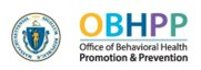 OBHPP
Office of Behavioral Health
Promotion & Prevention